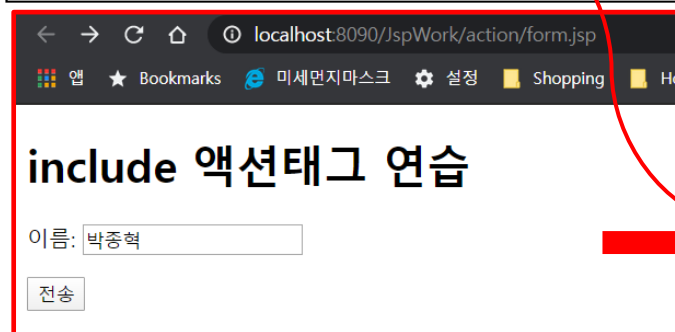 localhost:8090/JspWork/action/form.jsp
앱 Bookmarks 미세먼지마스크 설정 Shopping
include 액션태그 연습
이름: 박종혁
전송